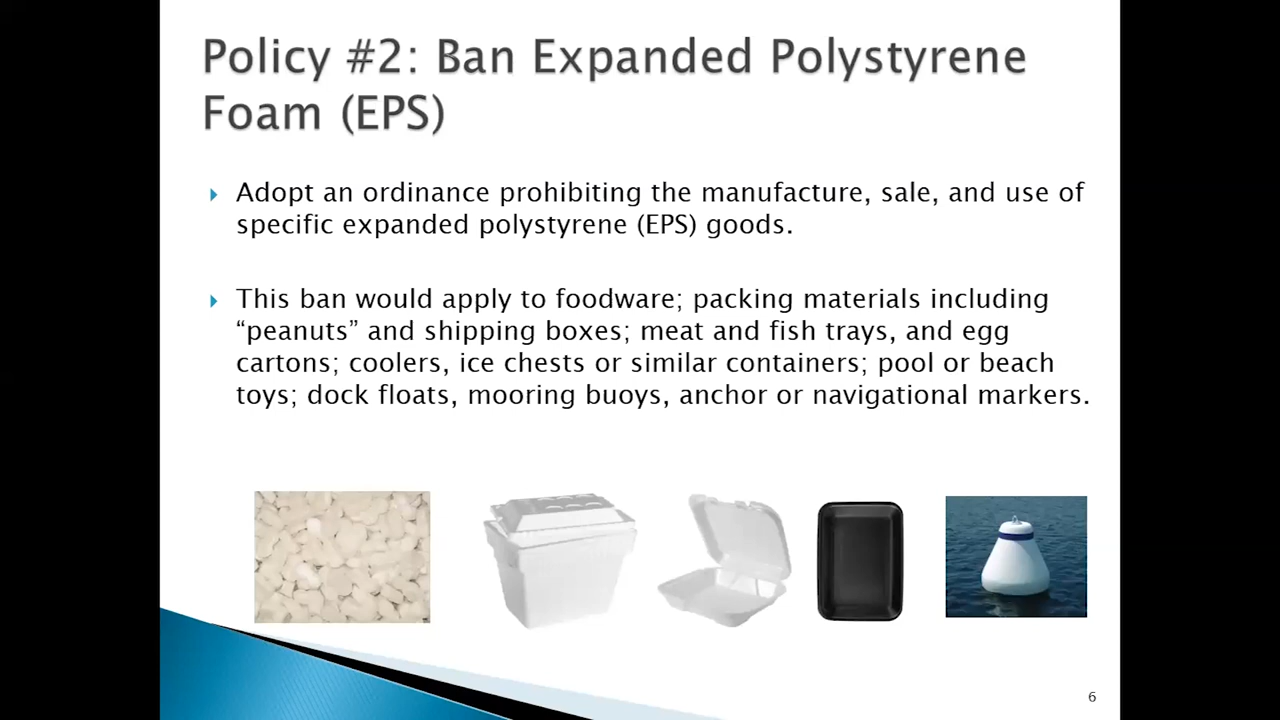 Policy #2: Ban Expanded Polystyrene
Foam (EPS)
Adopt an ordinance prohibiting the manufacture, sale, and use of
specific expanded polystyrene (EPS) goods.
This ban would apply to foodware; packing materials including
“peanuts” and shipping boxes; meat and fish trays, and egg
cartons; coolers, ice chests or similar containers; pool or beach
toys; dock floats, mooring buoys, anchor or navigational markers.
6